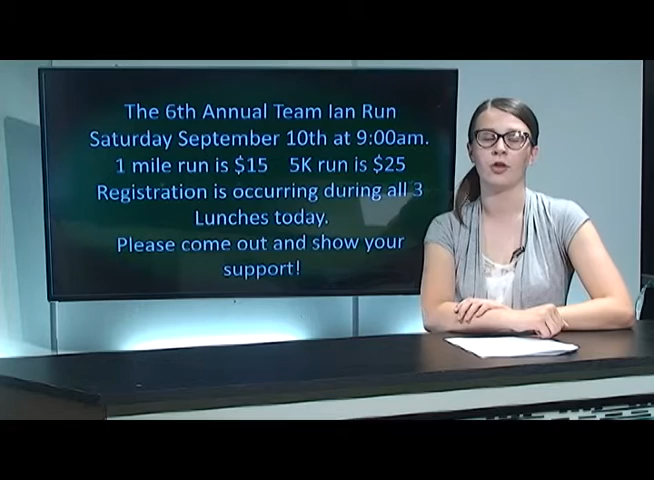 The 6th Annual Team Ian Run
Saturday September 10th at 9:00am.
1 mile run is $15 5K run is $25
Registration is occurring during all 3
Lunches today.
Please come out and show your
support!